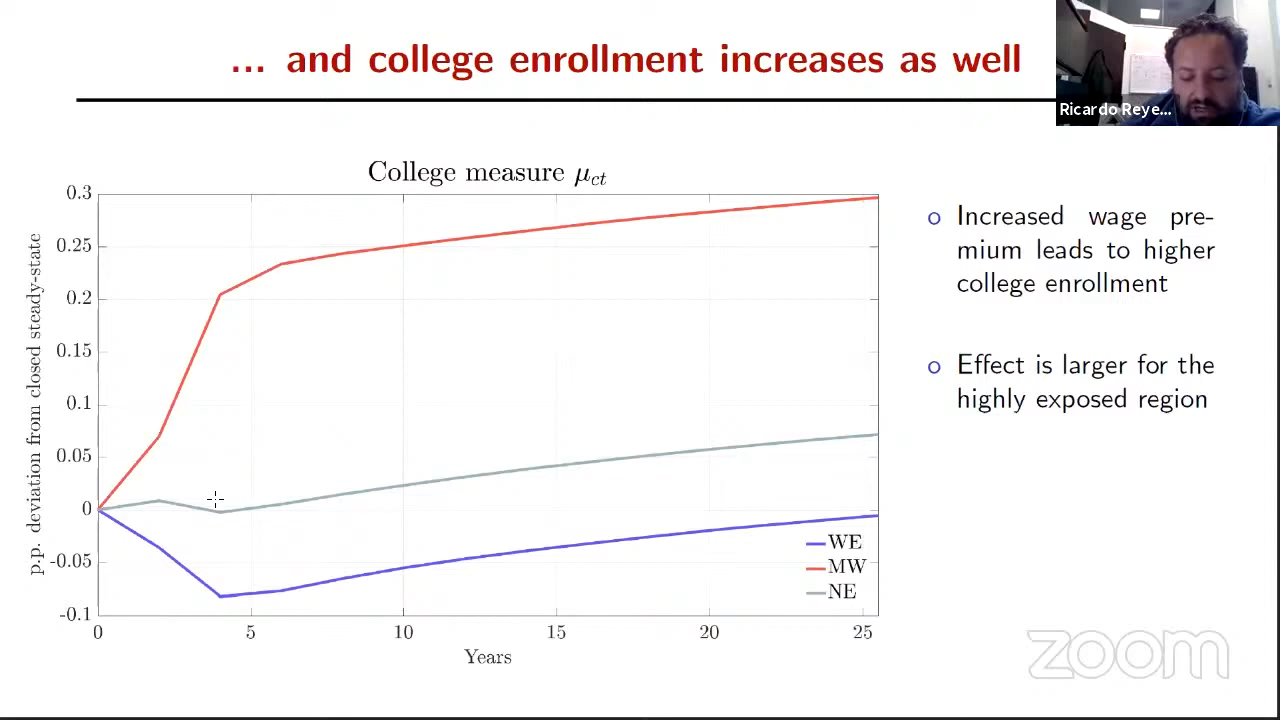 ... and college enrollment increases as well
Ricardo Reye...
College measure μct
0.3
0.25
0.2
0.15
0.1
0.05
0
-0.05
-0.1
p.p. deviation from closed steady-state
0
5
10
15
20
25
Years
WE
MW
NE
o Increased wage pre-
mium leads to higher
college enrollment
o Effect is larger for the
highly exposed region
zoom